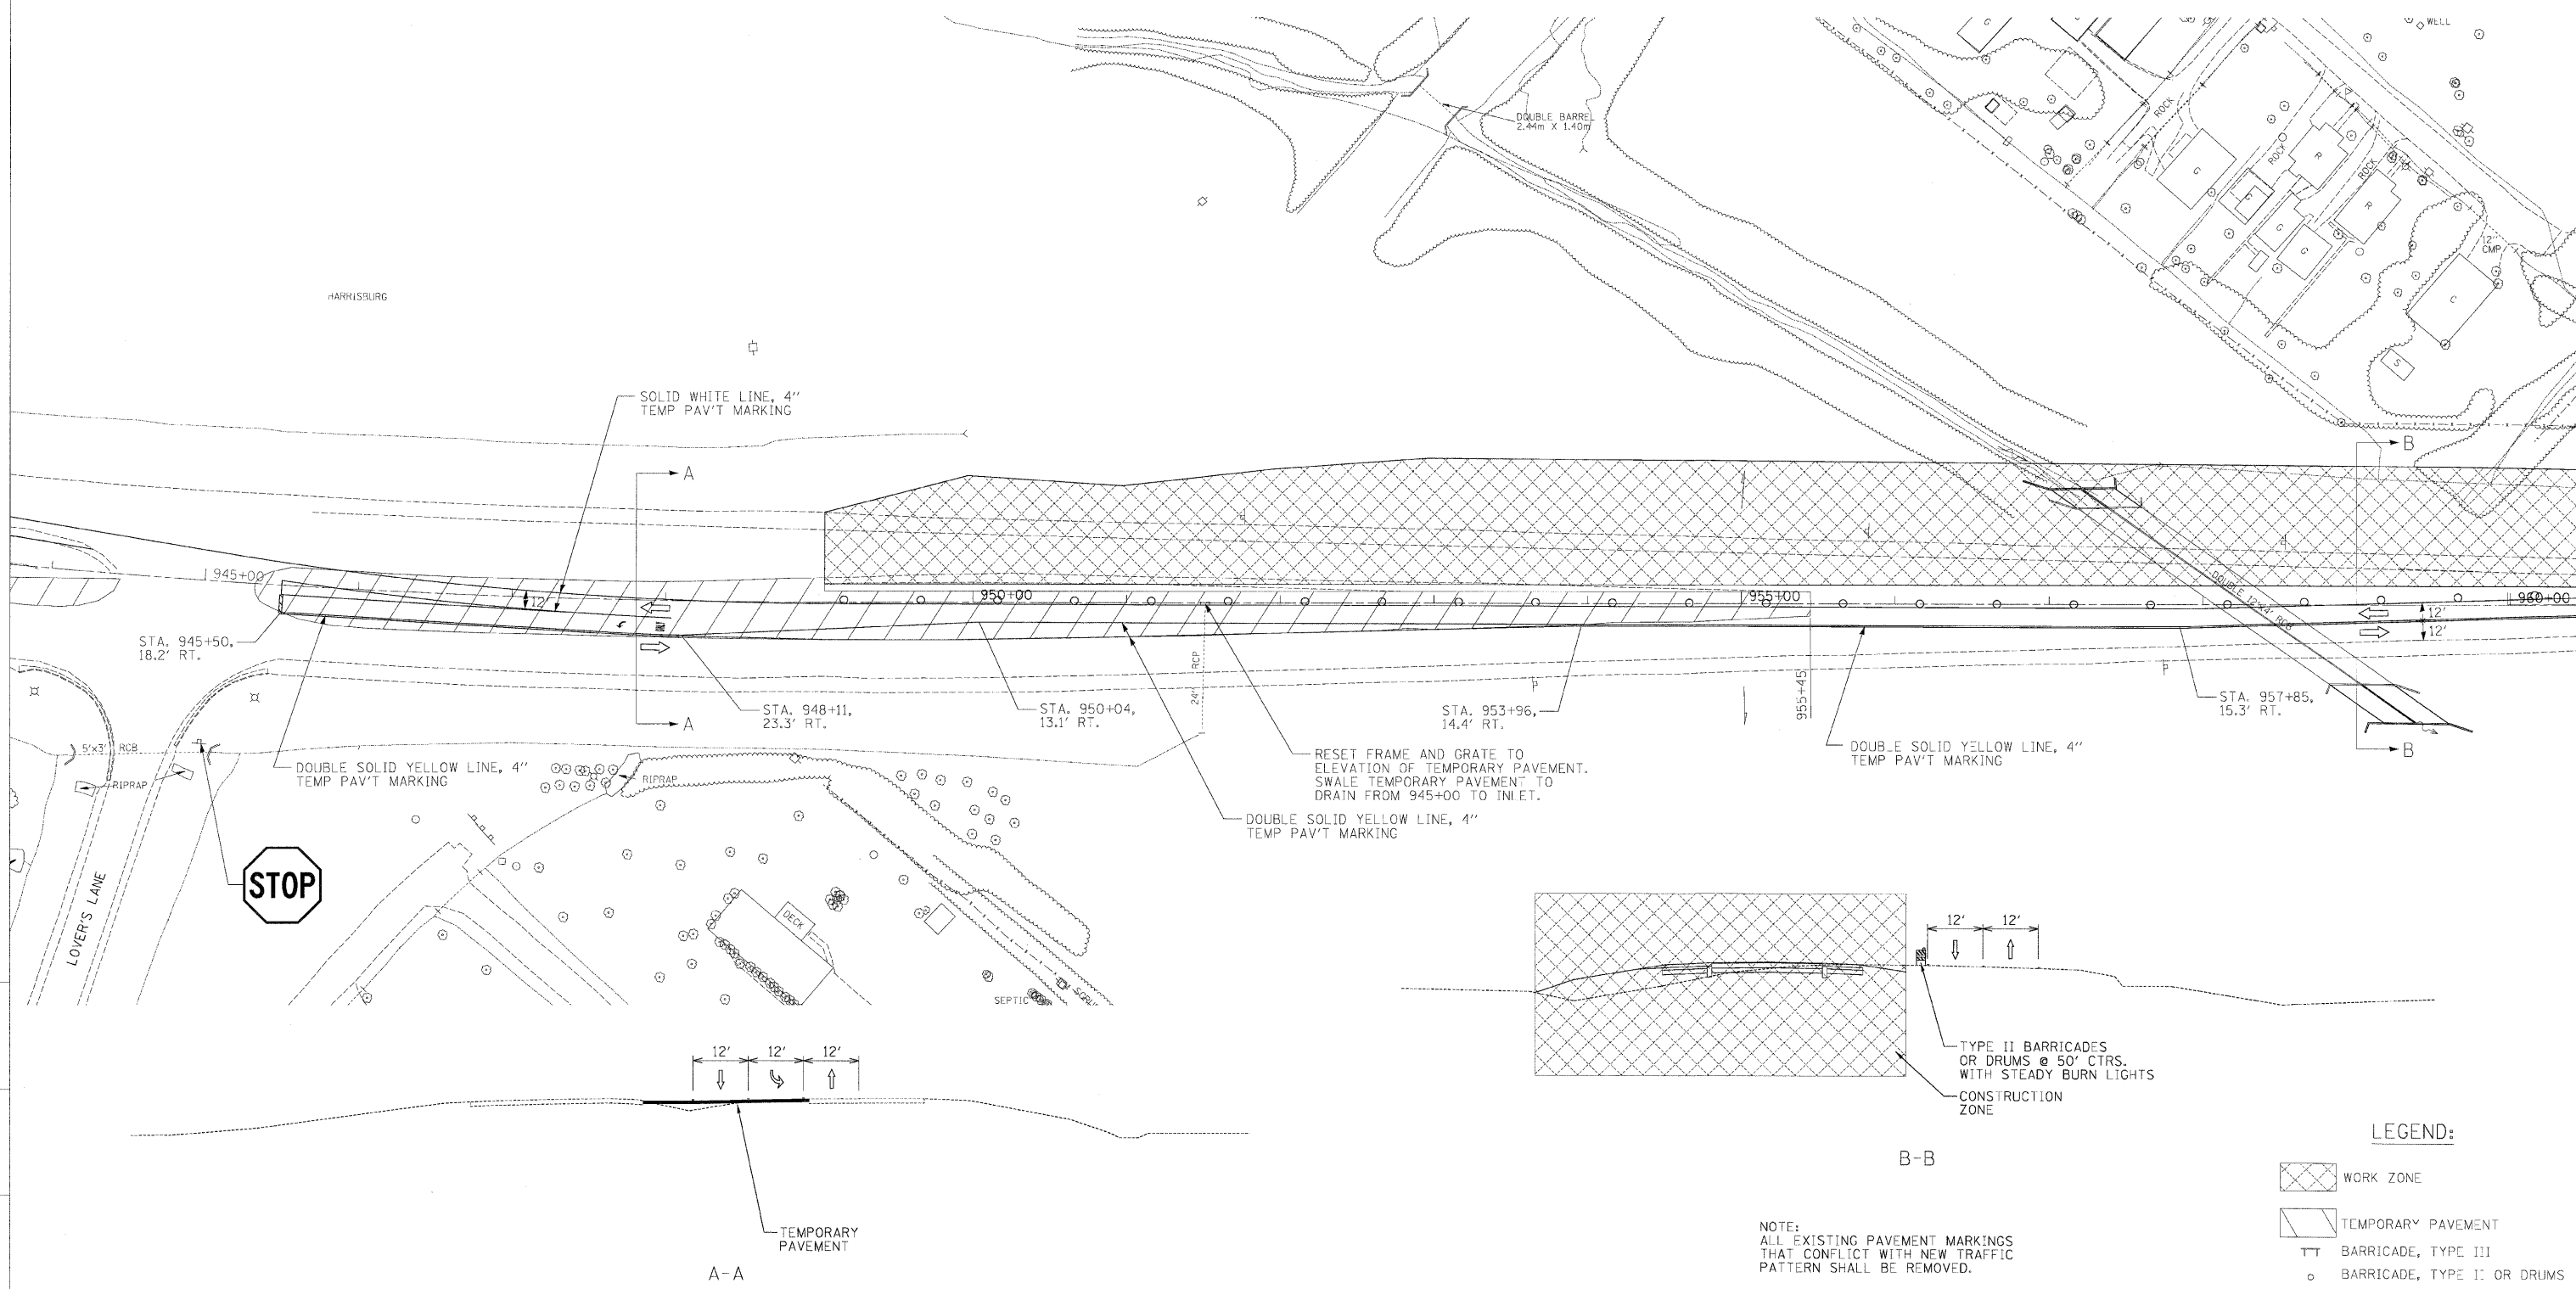 WELL
DOUBLE BARREL
2.44m X 1.40m
ROCK
G
G
ROCK
R
ROCK
R
G
G
G
12"
CMP
C
S
HARRISBURG
SOLID WHITE LINE, 4"
TEMP PAV'T MARKING
A
B
945+00
12'
950+00
955+00
960+00
DOUBLE 12'X4' RCB
12'
12'
STA. 945+50,
18.2' RT.
24" RCP
955+45
STA. 948+11,
23.3' RT.
STA. 950+04,
13.1' RT.
STA. 953+96,
14.4' RT.
STA. 957+85,
15.3' RT.
A
B
5'x3' RCB
RIPRAP
DOUBLE SOLID YELLOW LINE, 4"
TEMP PAV'T MARKING
RIPRAP
RESET FRAME AND GRATE TO
ELEVATION OF TEMPORARY PAVEMENT.
SWALE TEMPORARY PAVEMENT TO
DRAIN FROM 945+00 TO INLET.
DOUBLE SOLID YELLOW LINE, 4"
TEMP PAV'T MARKING
DOUBLE SOLID YELLOW LINE, 4"
TEMP PAV'T MARKING
STOP
LOVER'S LANE
DECK
SEPTIC
12' 12'
TYPE II BARRICADES
OR DRUMS @ 50' CTRS.
WITH STEADY BURN LIGHTS
CONSTRUCTION
ZONE
B-B
12' 12' 12'
TEMPORARY
PAVEMENT
A-A
NOTE:
ALL EXISTING PAVEMENT MARKINGS
THAT CONFLICT WITH NEW TRAFFIC
PATTERN SHALL BE REMOVED.
LEGEND:
WORK ZONE
TEMPORARY PAVEMENT
BARRICADE, TYPE III
BARRICADE, TYPE II OR DRUMS